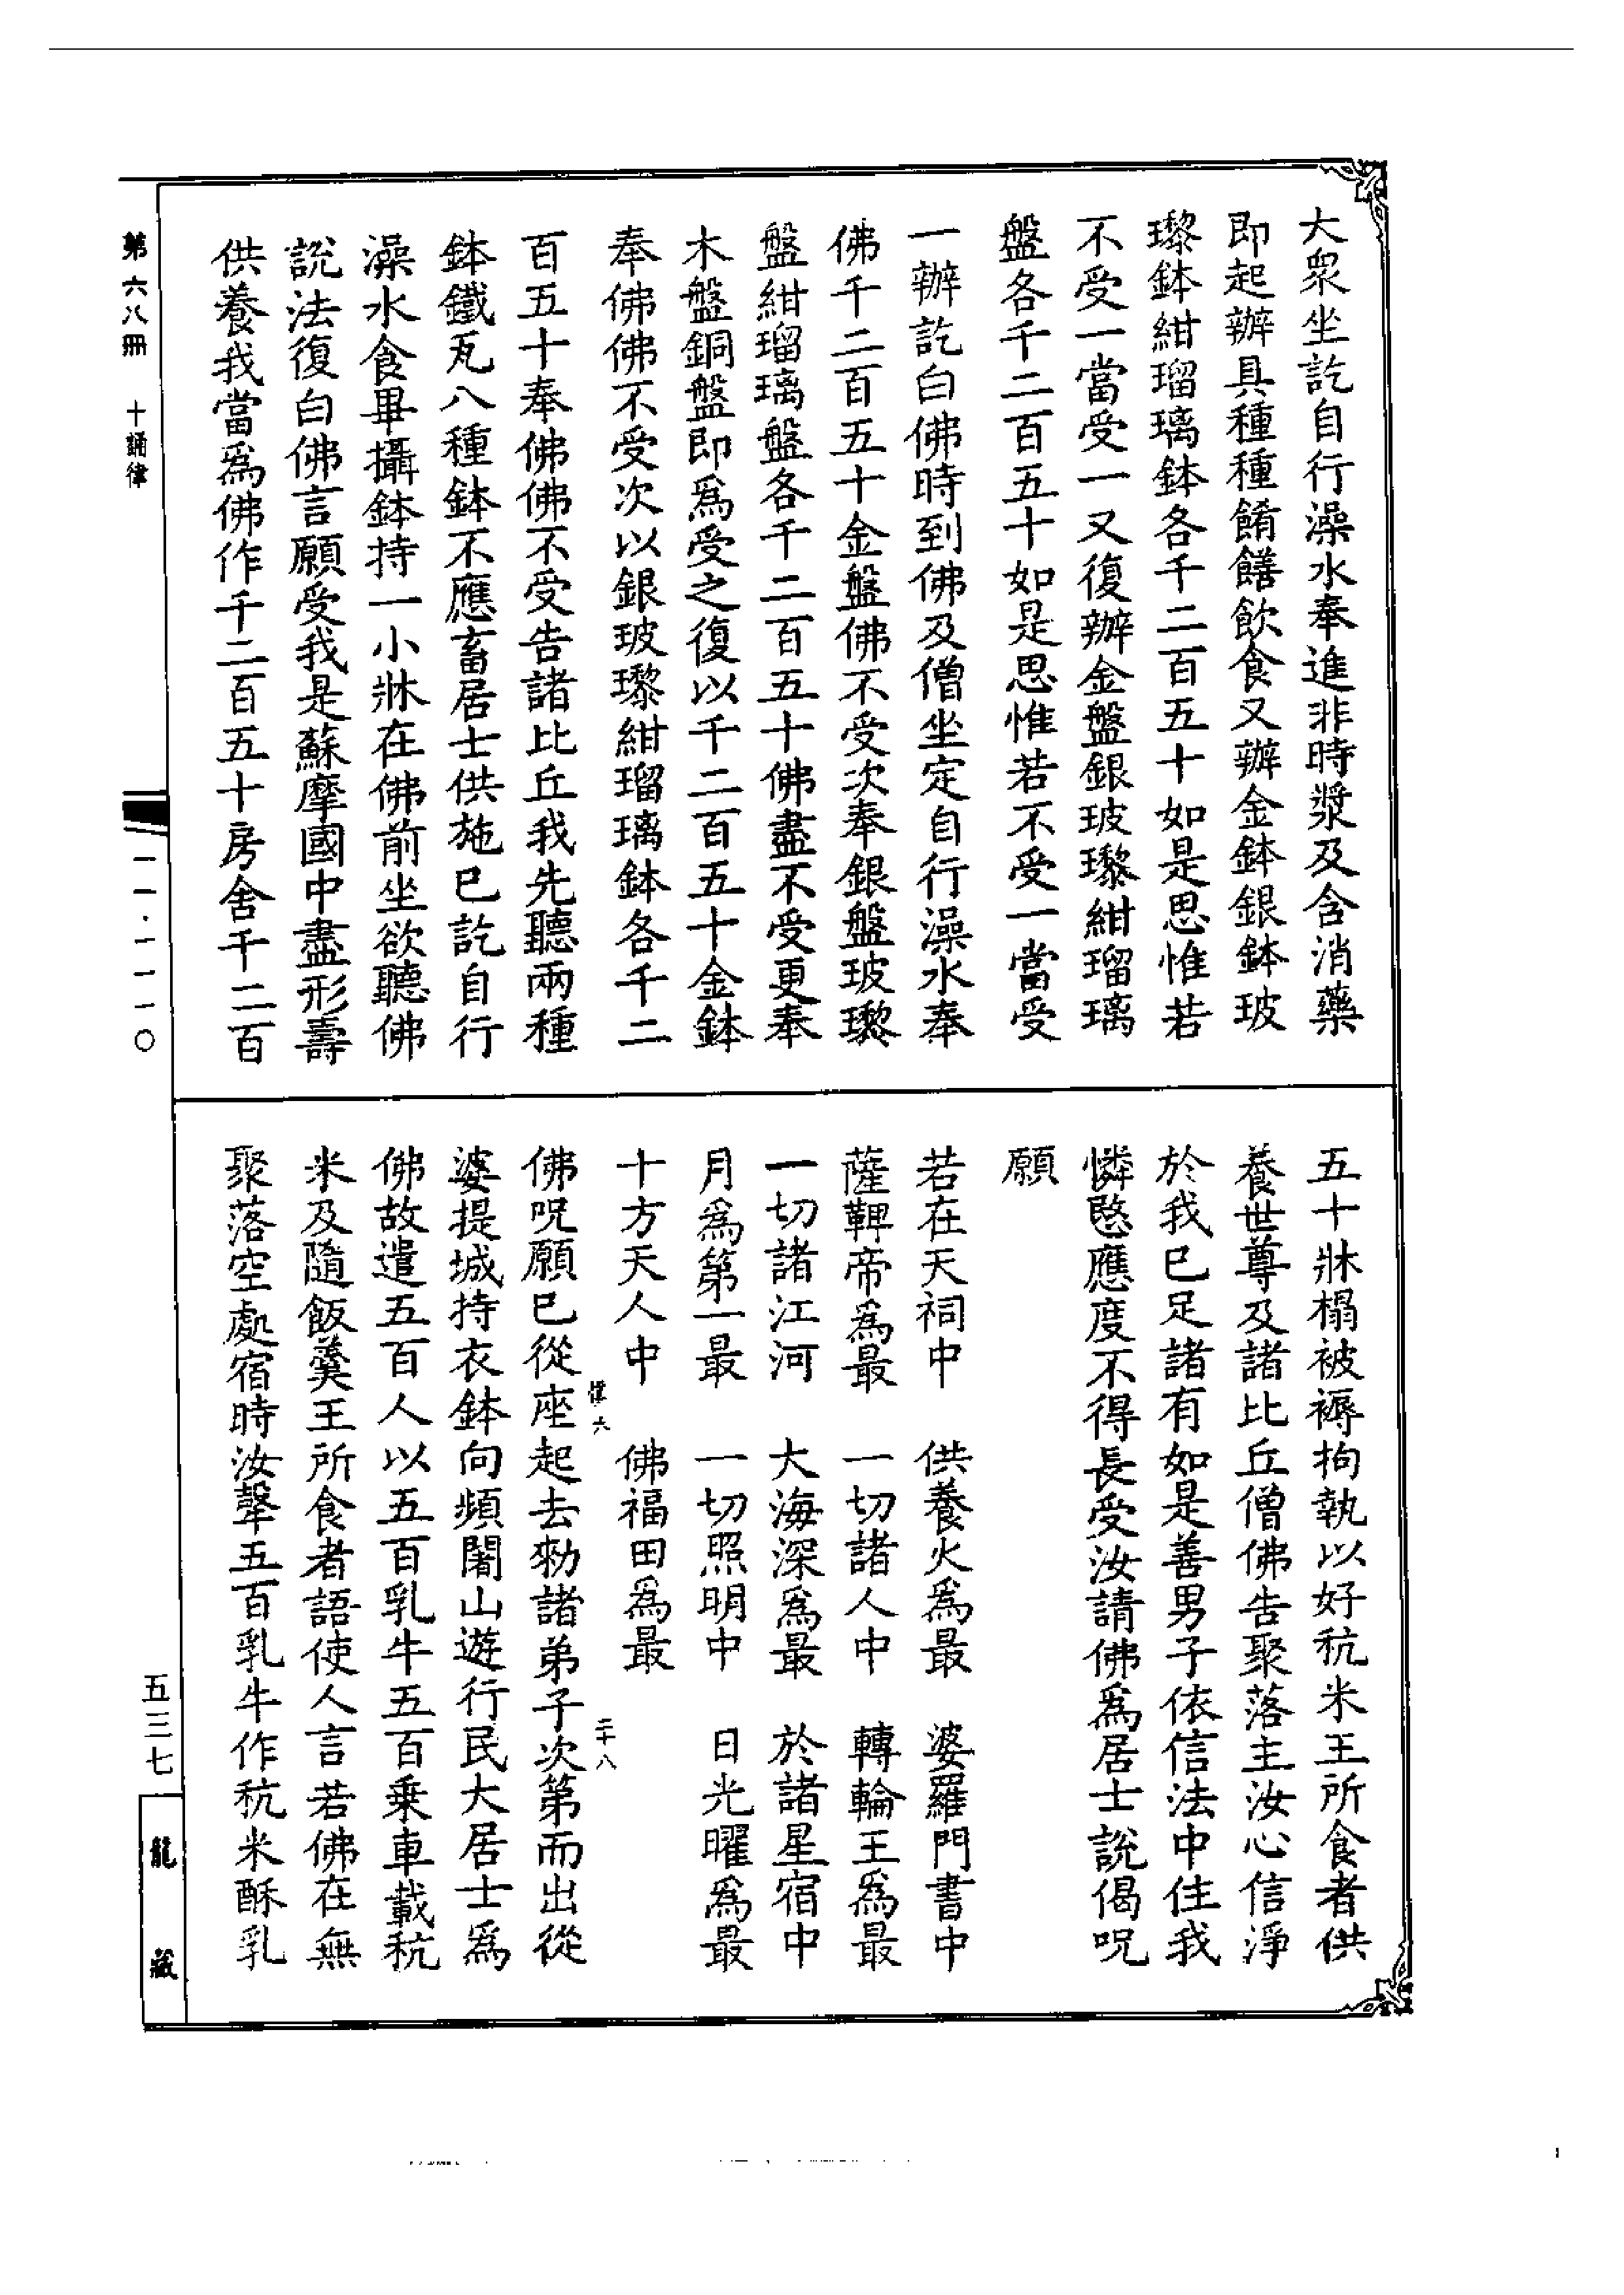 大衆坐訖自行澡水奉進非時漿及含消藥
即起辦具種種餚饍飲食又辦金鉢銀鉢玻
瓈鉢紺瑠璃鉢各千二百五十如是思惟若
不受一當受一又復辦金盤銀玻瓈紺瑠璃
盤各千二百五十如是思惟若不受一當受
一辦訖白佛時到佛及僧坐定自行澡水奉
佛千二百五十金盤佛不受次奉銀盤玻瓈
盤紺瑠璃盤各千二百五十佛盡不受更奉
木盤銅盤即爲受之復以千二百五十金鉢
奉佛佛不受次以銀玻瓈紺瑠璃鉢各千二
百五十奉佛佛不受告諸比丘我先聽兩種
鉢鐵瓦八種鉢不應畜居士供施已訖自行
澡水食畢攝鉢持一小牀在佛前坐欲聽佛
說法復白佛言願受我是蘇摩國中盡形壽
供養我當爲佛作千二百五十房舍千二百
五十牀榻被褥拘執以好秔米王所食者供
養世尊及諸比丘僧佛告聚落主汝心信淨
於我已足諸有如是善男子依信法中住我
憐愍應度不得長受汝請佛爲居士說偈呪
願
若在天祠中　供養火爲最　婆羅門書中
薩鞞帝爲最　一切諸人中　轉輪王爲最
一切諸江河　大海深爲最　於諸星宿中
月爲第一最　一切照明中　日光曜爲最
十方天人中　佛福田爲最
佛呪願已從座起去勑諸弟子次第而出從
婆提城持衣鉢向頻闍山遊行民大居士爲
佛故遣五百人以五百乳牛五百乗車載秔
米及隨飯羹王所食者語使人言若佛在無
聚落空處宿時汝𤛓五百乳牛作秔米酥乳
第六八冊　十誦律
一一·一一一〇
五三七
龍藏
二十八